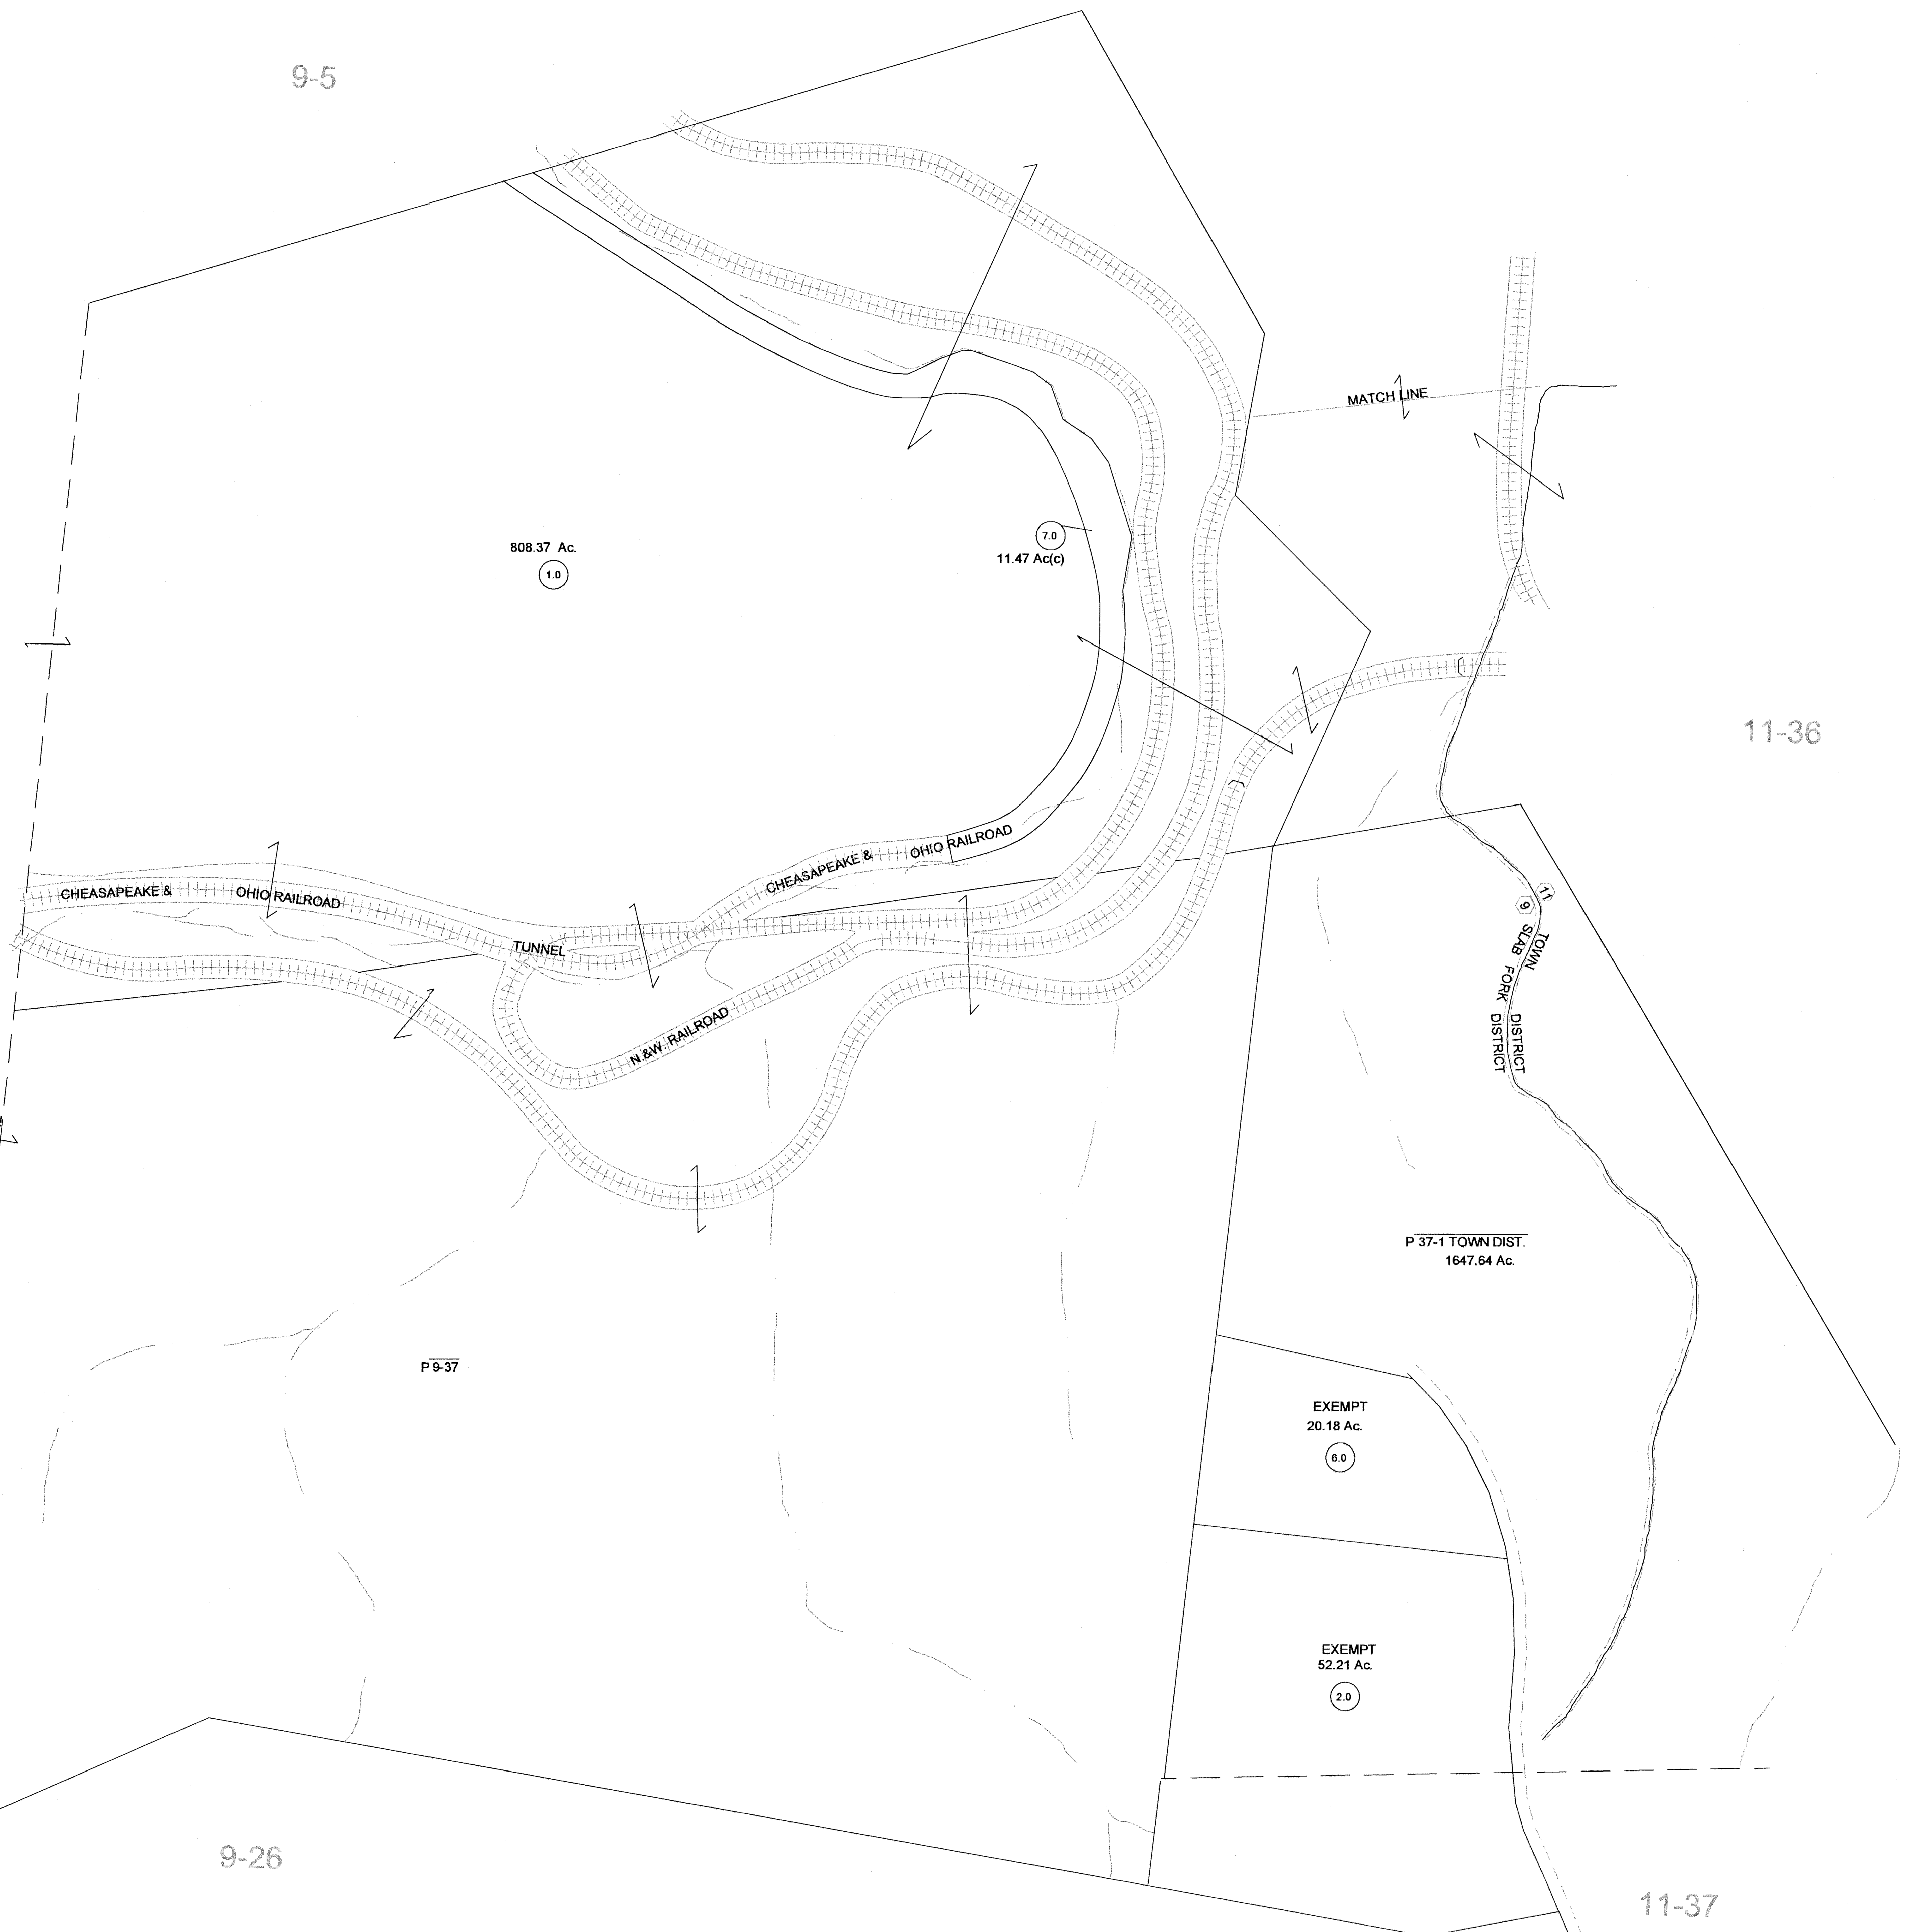 9-5
MATCH LINE
808.37 Ac.
1.0
7.0
11.47 Ac(c)
11-36
CHEASAPEAKE & OHIO RAILROAD
CHEASAPEAKE & OHIO RAILROAD
TUNNEL
N.&W. RAILROAD
11
9
TOWN DISTRICT
SLAB FORK DISTRICT
P 37-1 TOWN DIST.
1647.64 Ac.
P 9-37
EXEMPT
20.18 Ac.
6.0
EXEMPT
52.21 Ac.
2.0
9-26
11-37